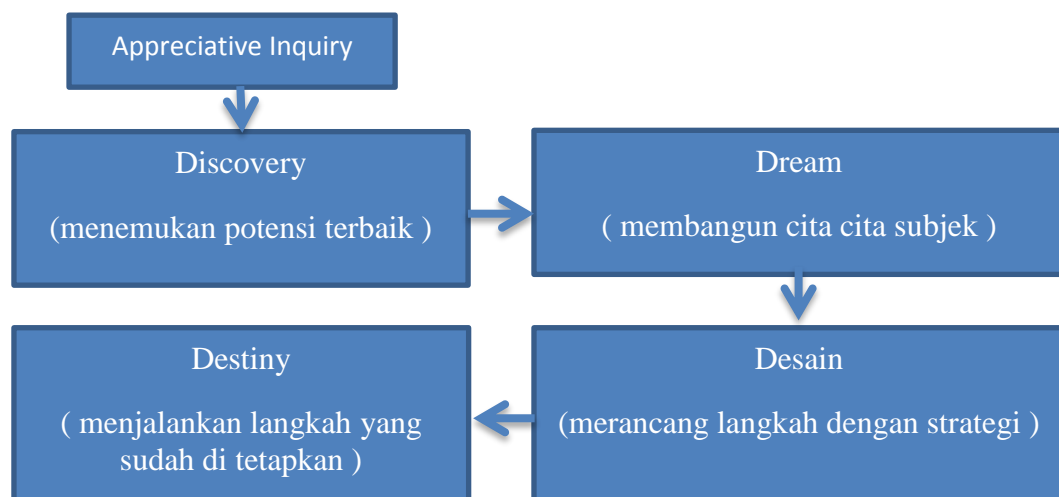 Appreciative Inquiry
Discovery
(menemukan potensi terbaik )
Dream
( membangun cita cita subjek )
Destiny
( menjalankan langkah yang
sudah di tetapkan )
Desain
(merancang langkah dengan strategi )